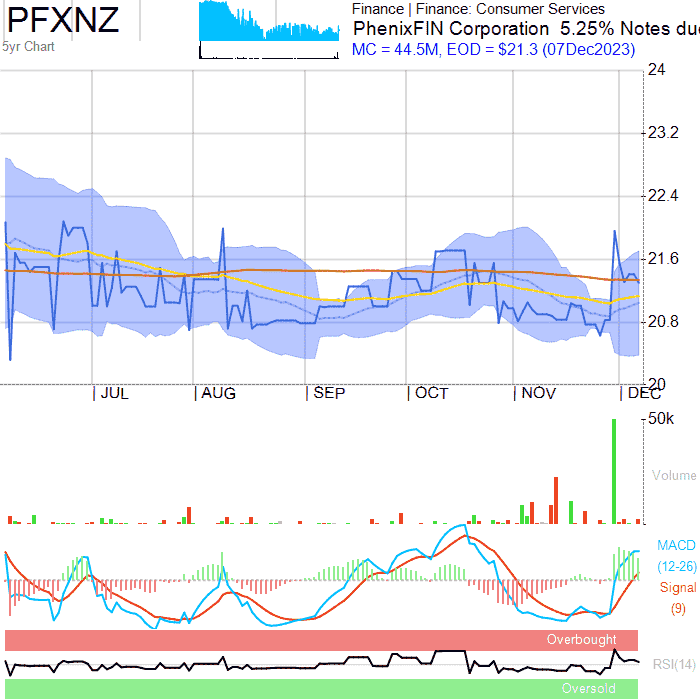 PFXNZ
5yr Chart
Finance | Finance: Consumer Services
PhenixFIN Corporation 5.25% Notes du
MC = 44.5M, EOD = $21.3 (07Dec2023)
24
23.2
22.4
21.6
20.8
20
JUL AUG SEP OCT NOV DEC
50k
Volume
MACD
(12-26)
Signal
(9)
Overbought
RSI(14)
Oversold